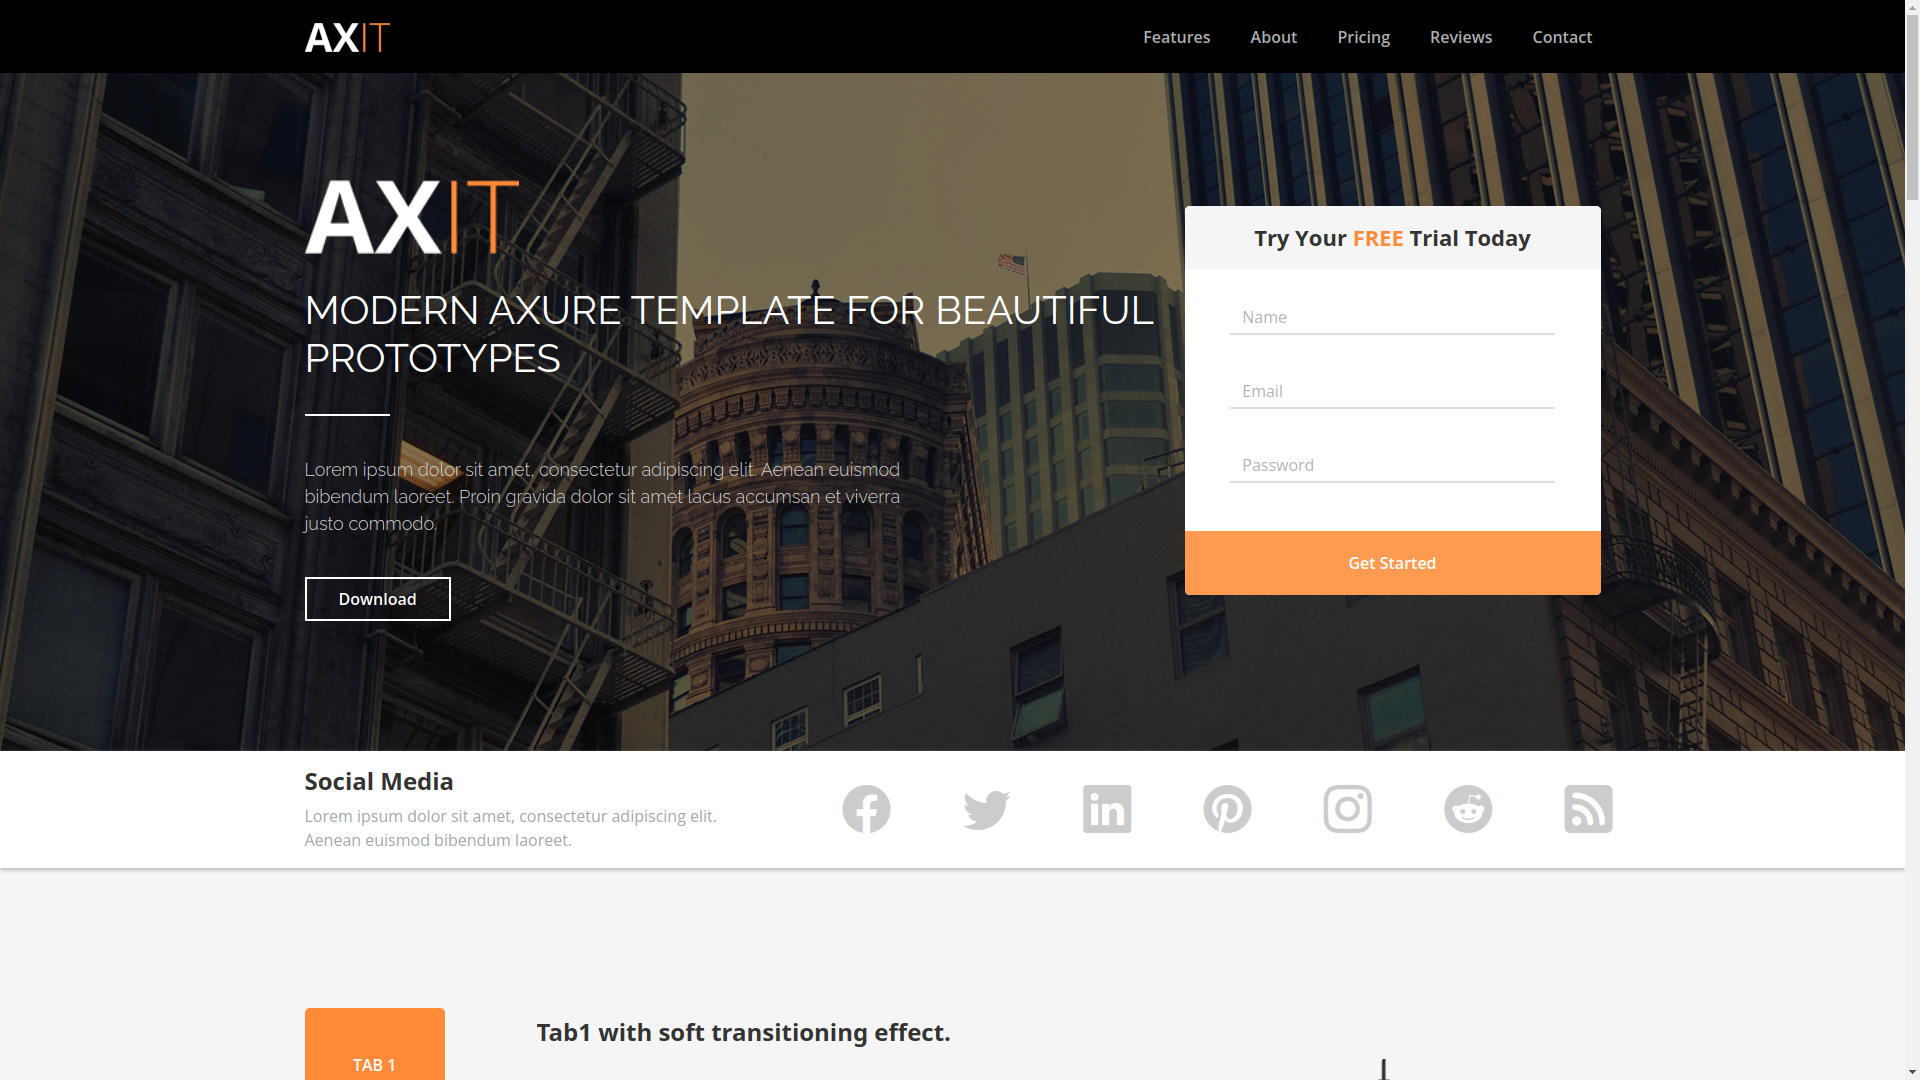 AXIT
Features
About
Pricing
Reviews
Contact
AXIT
MODERN AXURE TEMPLATE FOR BEAUTIFUL
PROTOTYPES
Lorem ipsum dolor sit amet, consectetur adipiscing elit. Aenean euismod
bibendum laoreet. Proin gravida dolor sit amet lacus accumsan et viverra
justo commodo.
Download
Try Your FREE Trial Today
Name
Email
Password
Get Started
Social Media
Lorem ipsum dolor sit amet, consectetur adipiscing elit.
Aenean euismod bibendum laoreet.
TAB 1
Tab1 with soft transitioning effect.